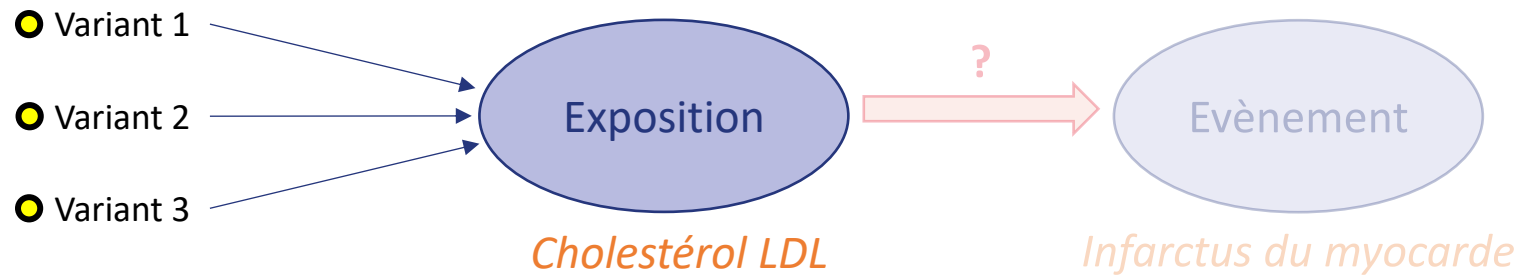 Variant 1
Variant 2
Variant 3
Exposition
?
Evènement
Cholestérol LDL
Infarctus du myocarde